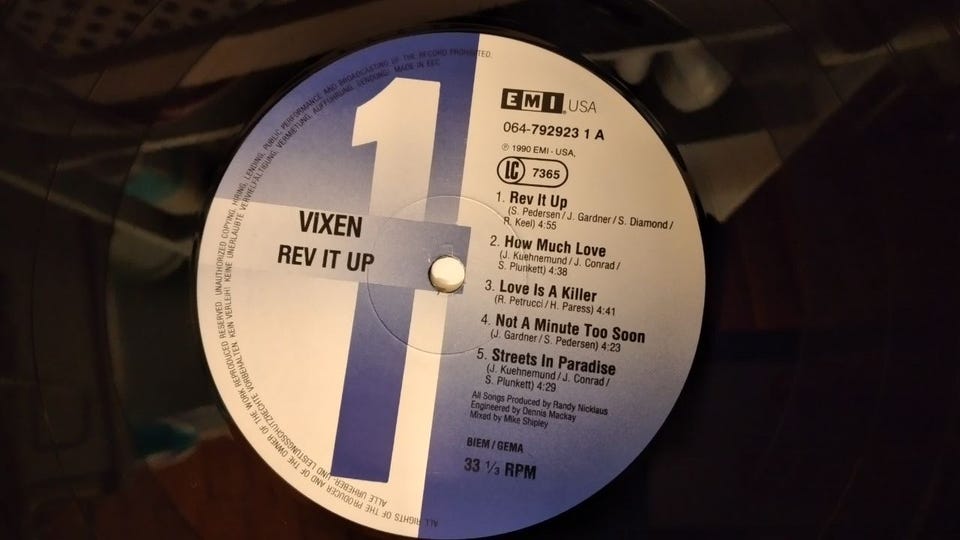 ALL RIGHTS OF THE PRODUCER AND OF THE OWNER OF THE WORK REPRODUCED RESERVED. UNAUTHORIZED COPYING, HIRING, LENDING, PUBLIC PERFORMANCE AND BROADCASTING OF THE RECORD PROHIBITED.
ALLE URHEBER- UND LEISTUNGSSCHUTZRECHTE VORBEHALTEN. KEIN VERLEIH! KEINE UNERLAUBTE VERVIELFÄLTIGUNG, VERMIETUNG, AUFFÜHRUNG, SENDUNG! MADE IN EEC
1
VIXEN
REV IT UP
EMI USA
064-792923 1 A
℗ 1990 EMI - USA,
LC 7365
1. Rev It Up
(S. Pedersen / J. Gardner / S. Diamond /
R. Keel) 4:55
2. How Much Love
(J. Kuehnemund / J. Conrad /
S. Plunkett) 4:38
3. Love Is A Killer
(R. Petrucci / H. Paress) 4:41
4. Not A Minute Too Soon
(J. Gardner / S. Pedersen) 4:23
5. Streets In Paradise
(J. Kuehnemund / J. Conrad /
S. Plunkett) 4:29
All Songs Produced by Randy Nicklaus
Engineered by Dennis Mackay
Mixed by Mike Shipley
BIEM / GEMA
33 1/3 RPM